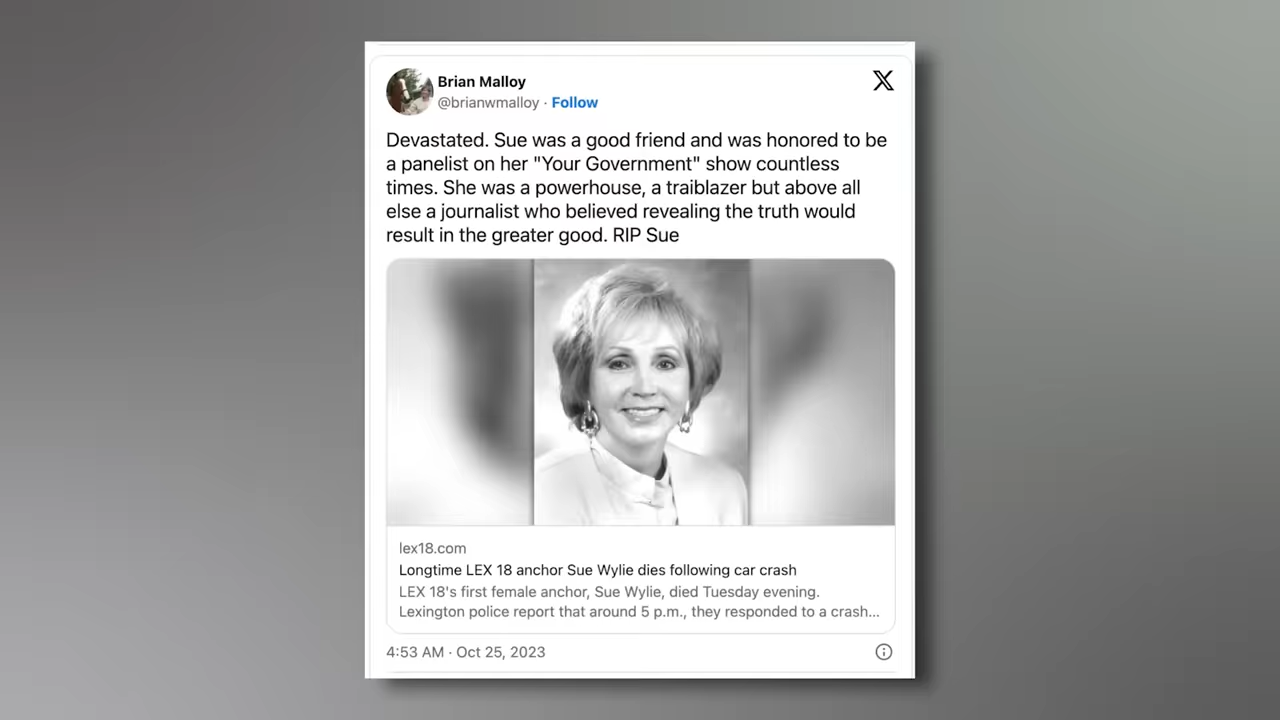 Brian Malloy
@brianwmalloy · Follow
Devastated. Sue was a good friend and was honored to be
a panelist on her "Your Government" show countless
times. She was a powerhouse, a traiblazer but above all
else a journalist who believed revealing the truth would
result in the greater good. RIP Sue
lex18.com
Longtime LEX 18 anchor Sue Wylie dies following car crash
LEX 18's first female anchor, Sue Wylie, died Tuesday evening.
Lexington police report that around 5 p.m., they responded to a crash...
4:53 AM · Oct 25, 2023